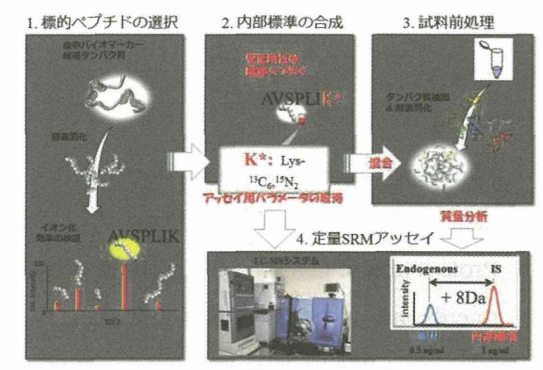 1. 標的ペプチドの選択
血中バイオマーカー
候補タンパク質
酵素消化
イオン化
効率の検証
AVSPLIK
100
m/z
2. 内部標準の合成
AVSPLIK*
K*: Lys-
¹³C₆,¹⁵N₂
アッセイ用パラメータの取得
3. 試料前処理
タンパク質抽出
& 酵素消化
混合
質量分析
4. 定量SRMアッセイ
LC-MSシステム
Endogenous
IS
+ 8Da
intensity
内部標準
0.5 ng/ml
1 ng/ml